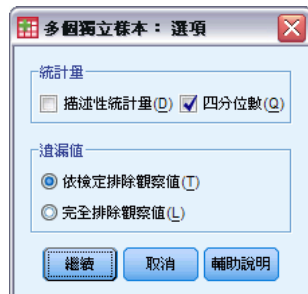 多個獨立樣本： 選項
統計量
描述性統計量(D) 四分位數(Q)
遺漏值
依檢定排除觀察值(T)
完全排除觀察值(L)
繼續 取消 輔助說明